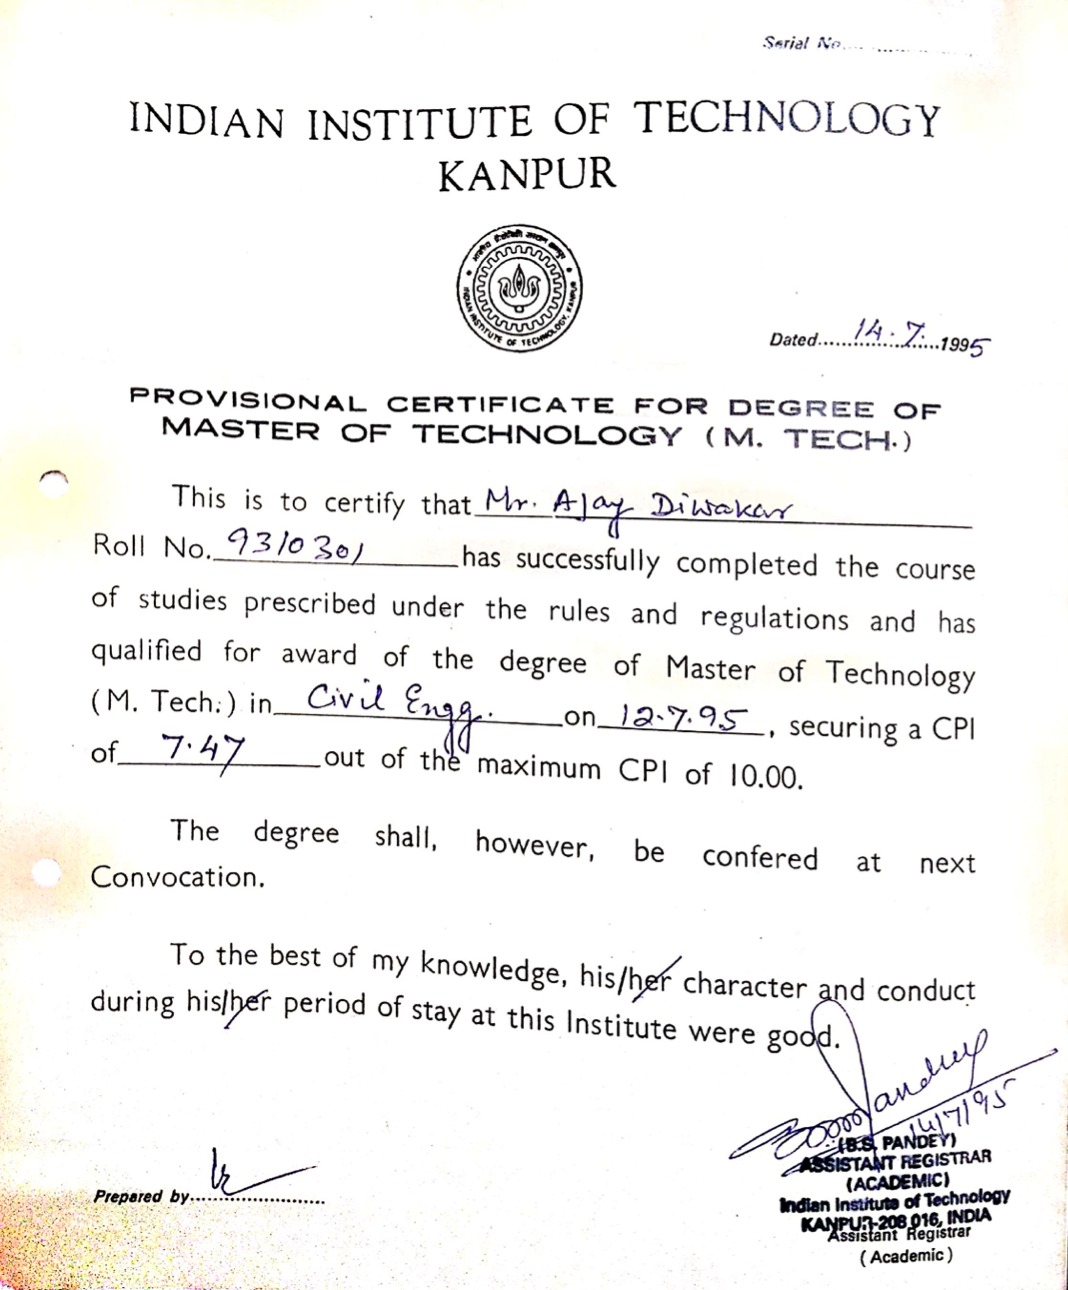 Serial No.....................
INDIAN INSTITUTE OF TECHNOLOGY
KANPUR
INDIAN INSTITUTE OF TECHNOLOGY, KANPUR
Dated......14.7.....1995
PROVISIONAL CERTIFICATE FOR DEGREE OF
MASTER OF TECHNOLOGY (M. TECH.)
This is to certify that Mr. Ajay Diwakar
Roll No. 9310301 has successfully completed the course
of studies prescribed under the rules and regulations and has
qualified for award of the degree of Master of Technology
(M. Tech.) in Civil Engg. on 12.7.95, securing a CPI
of 7.47 out of the maximum CPI of 10.00.
The degree shall, however, be confered at next
Convocation.
To the best of my knowledge, his/her character and conduct
during his/her period of stay at this Institute were good.
14/7/95
(B.S. PANDEY)
ASSISTANT REGISTRAR
(ACADEMIC)
Indian Institute of Technology
KANPUR-208 016, INDIA
Prepared by........................
Assistant Registrar
(Academic)